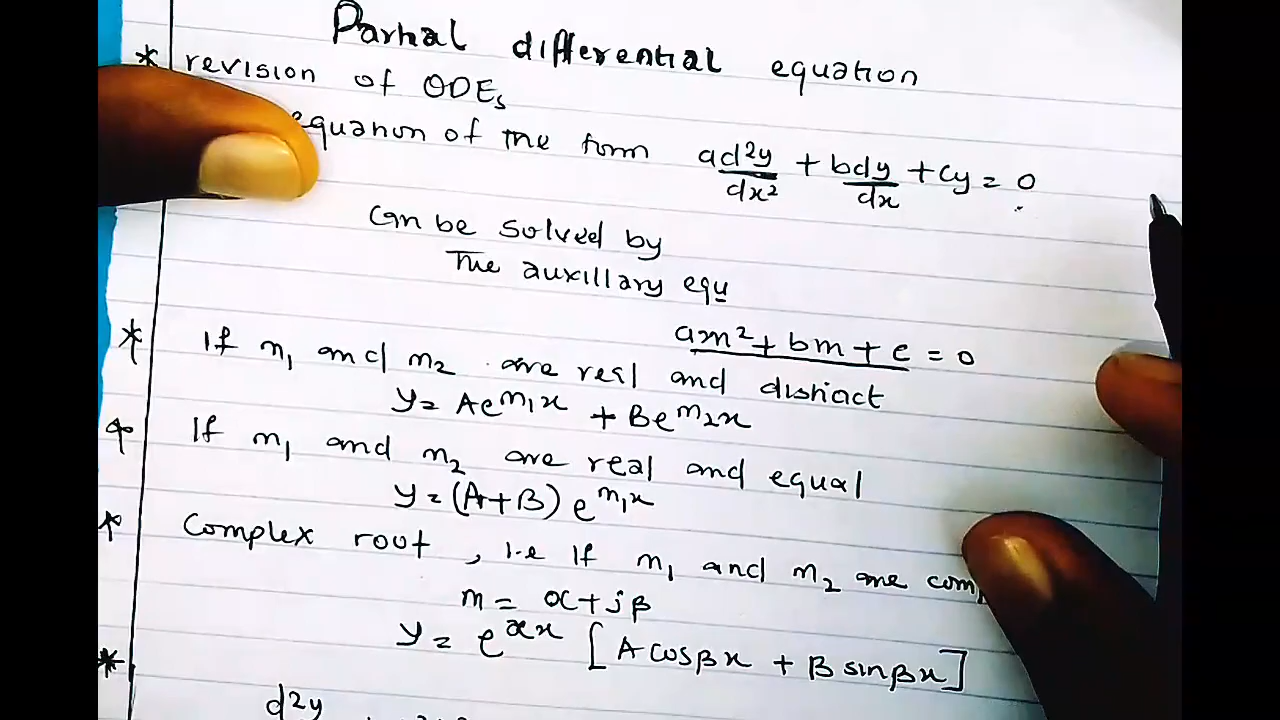 Partial differential equation
* revision of ODEs
equation of the form ad²y/dx² + bdy/dx + cy = 0
can be solved by
The auxillary equ
am² + bm + c = 0
* If m₁ and m₂ are real and distinct
y = Ae^m₁x + Be^m₂x
* If m₁ and m₂ are real and equal
y = (A+B) e^m₁x
* Complex root, i.e If m₁ and m₂ are
m = α+jβ
y = e^αx [A cosβx + B sinβx]
*
d²y